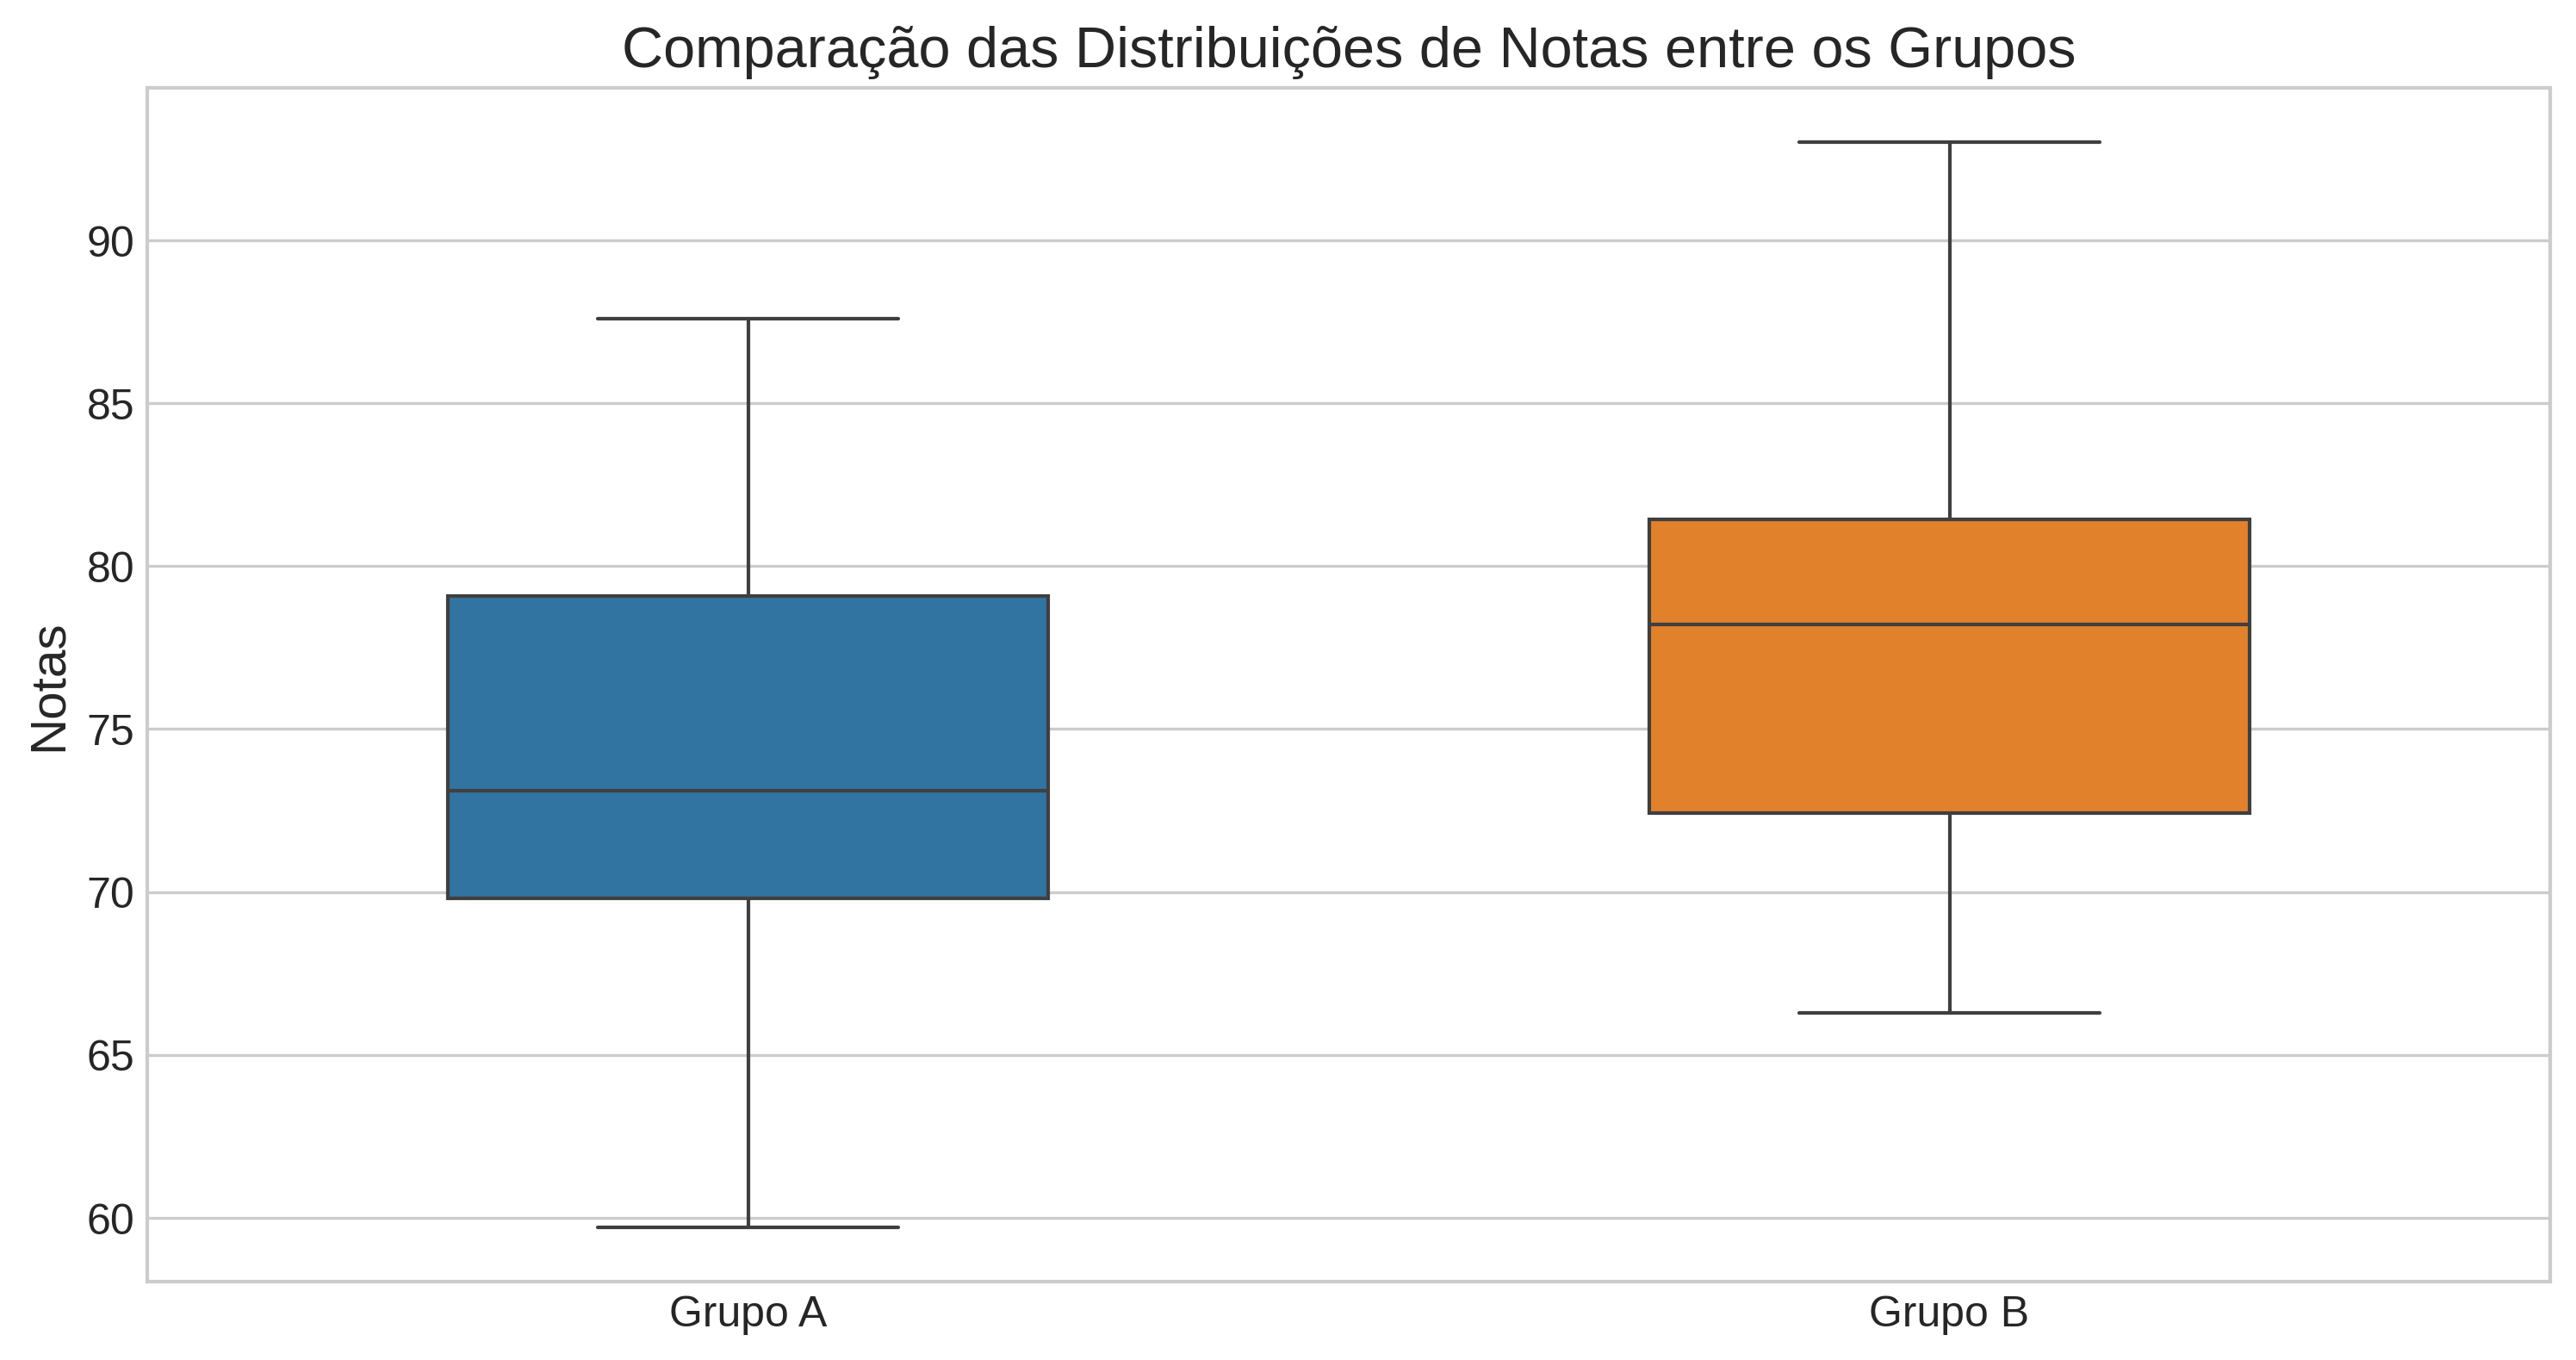 Comparação das Distribuições de Notas entre os Grupos
Notas
90
85
80
75
70
65
60
Grupo A
Grupo B